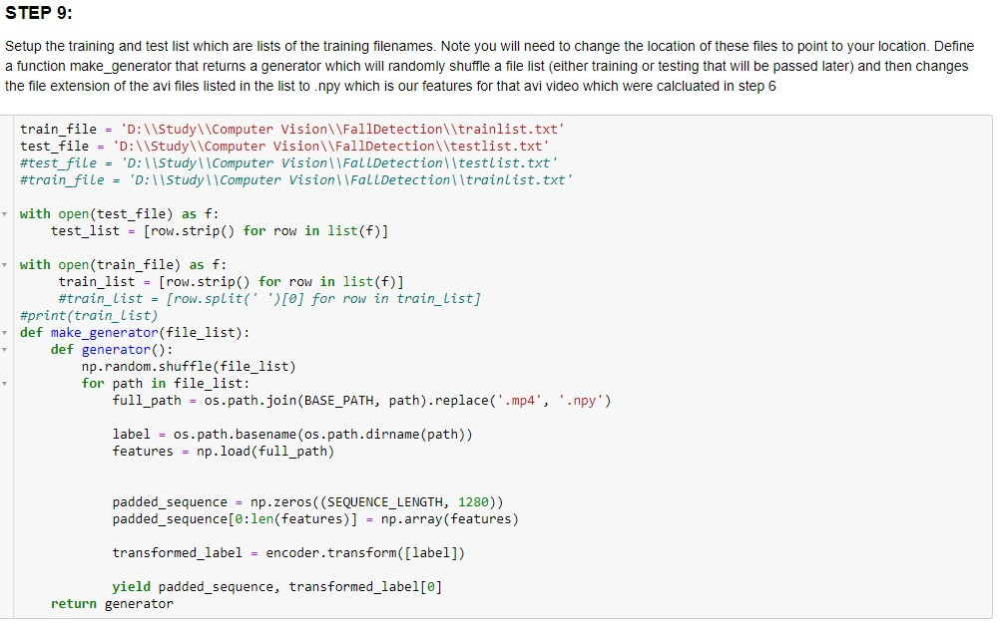 STEP 9:
Setup the training and test list which are lists of the training filenames. Note you will need to change the location of these files to point to your location. Define
a function make_generator that returns a generator which will randomly shuffle a file list (either training or testing that will be passed later) and then changes
the file extension of the avi files listed in the list to .npy which is our features for that avi video which were calcluated in step 6
train_file = 'D:\\Study\\Computer Vision\\FallDetection\\trainlist.txt'
test_file = 'D:\\Study\\Computer Vision\\FallDetection\\testlist.txt'
#test_file = 'D:\\Study\\Computer Vision\\FallDetection\\testlist.txt'
#train_file = 'D:\\Study\\Computer Vision\\FallDetection\\trainlist.txt'
with open(test_file) as f:
    test_list = [row.strip() for row in list(f)]
with open(train_file) as f:
     train_list = [row.strip() for row in list(f)]
     #train_list = [row.split(' ')[0] for row in train_list]
#print(train_list)
def make_generator(file_list):
    def generator():
        np.random.shuffle(file_list)
        for path in file_list:
            full_path = os.path.join(BASE_PATH, path).replace('.mp4', '.npy')
            label = os.path.basename(os.path.dirname(path))
            features = np.load(full_path)
            padded_sequence = np.zeros((SEQUENCE_LENGTH, 1280))
            padded_sequence[0:len(features)] = np.array(features)
            transformed_label = encoder.transform([label])
            yield padded_sequence, transformed_label[0]
    return generator